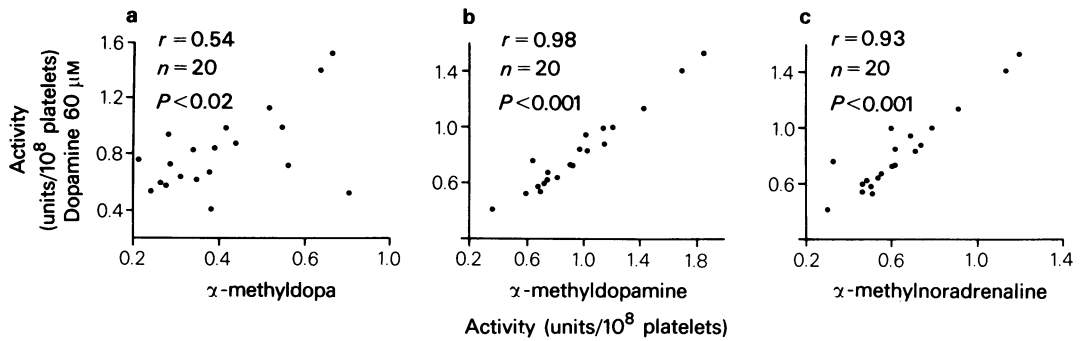 a
r = 0.54
n = 20
P < 0.02
Activity
(units/10⁸ platelets)
Dopamine 60 μM
1.6
1.2
0.8
0.4
0.2 0.6 1.0
α-methyldopa
b
r = 0.98
n = 20
P < 0.001
1.4
1.0
0.6
0.2 0.6 1.0 1.4 1.8
α-methyldopamine
c
r = 0.93
n = 20
P < 0.001
1.4
1.0
0.6
0.2 0.6 1.0 1.4
α-methylnoradrenaline
Activity (units/10⁸ platelets)